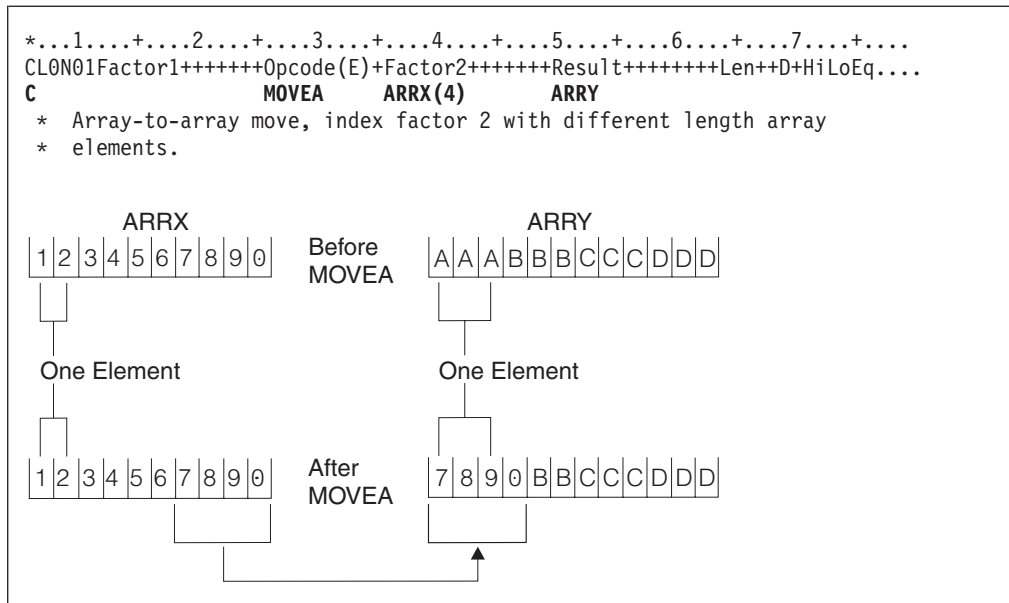 *...1....+....2....+....3....+....4....+....5....+....6....+....7....+....
CL0N01Factor1+++++++Opcode(E)+Factor2+++++++Result++++++++Len++D+HiLoEq....
C                   MOVEA     ARRX(4)       ARRY
 *  Array-to-array move, index factor 2 with different length array
 *  elements.
ARRX ARRY
1 2 3 4 5 6 7 8 9 0 Before A A A B B B C C C D D D
MOVEA
One Element One Element
1 2 3 4 5 6 7 8 9 0 After 7 8 9 0 B B C C C D D D
MOVEA